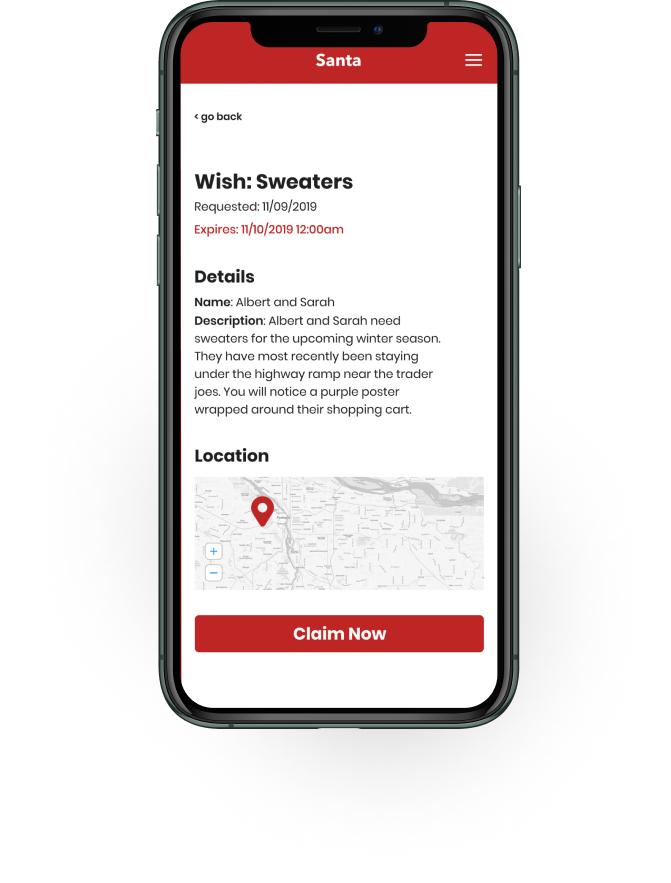 Santa
< go back
Wish: Sweaters
Requested: 11/09/2019
Expires: 11/10/2019 12:00am
Details
Name: Albert and Sarah
Description: Albert and Sarah need
sweaters for the upcoming winter season.
They have most recently been staying
under the highway ramp near the trader
joes. You will notice a purple poster
wrapped around their shopping cart.
Location
+
−
Claim Now